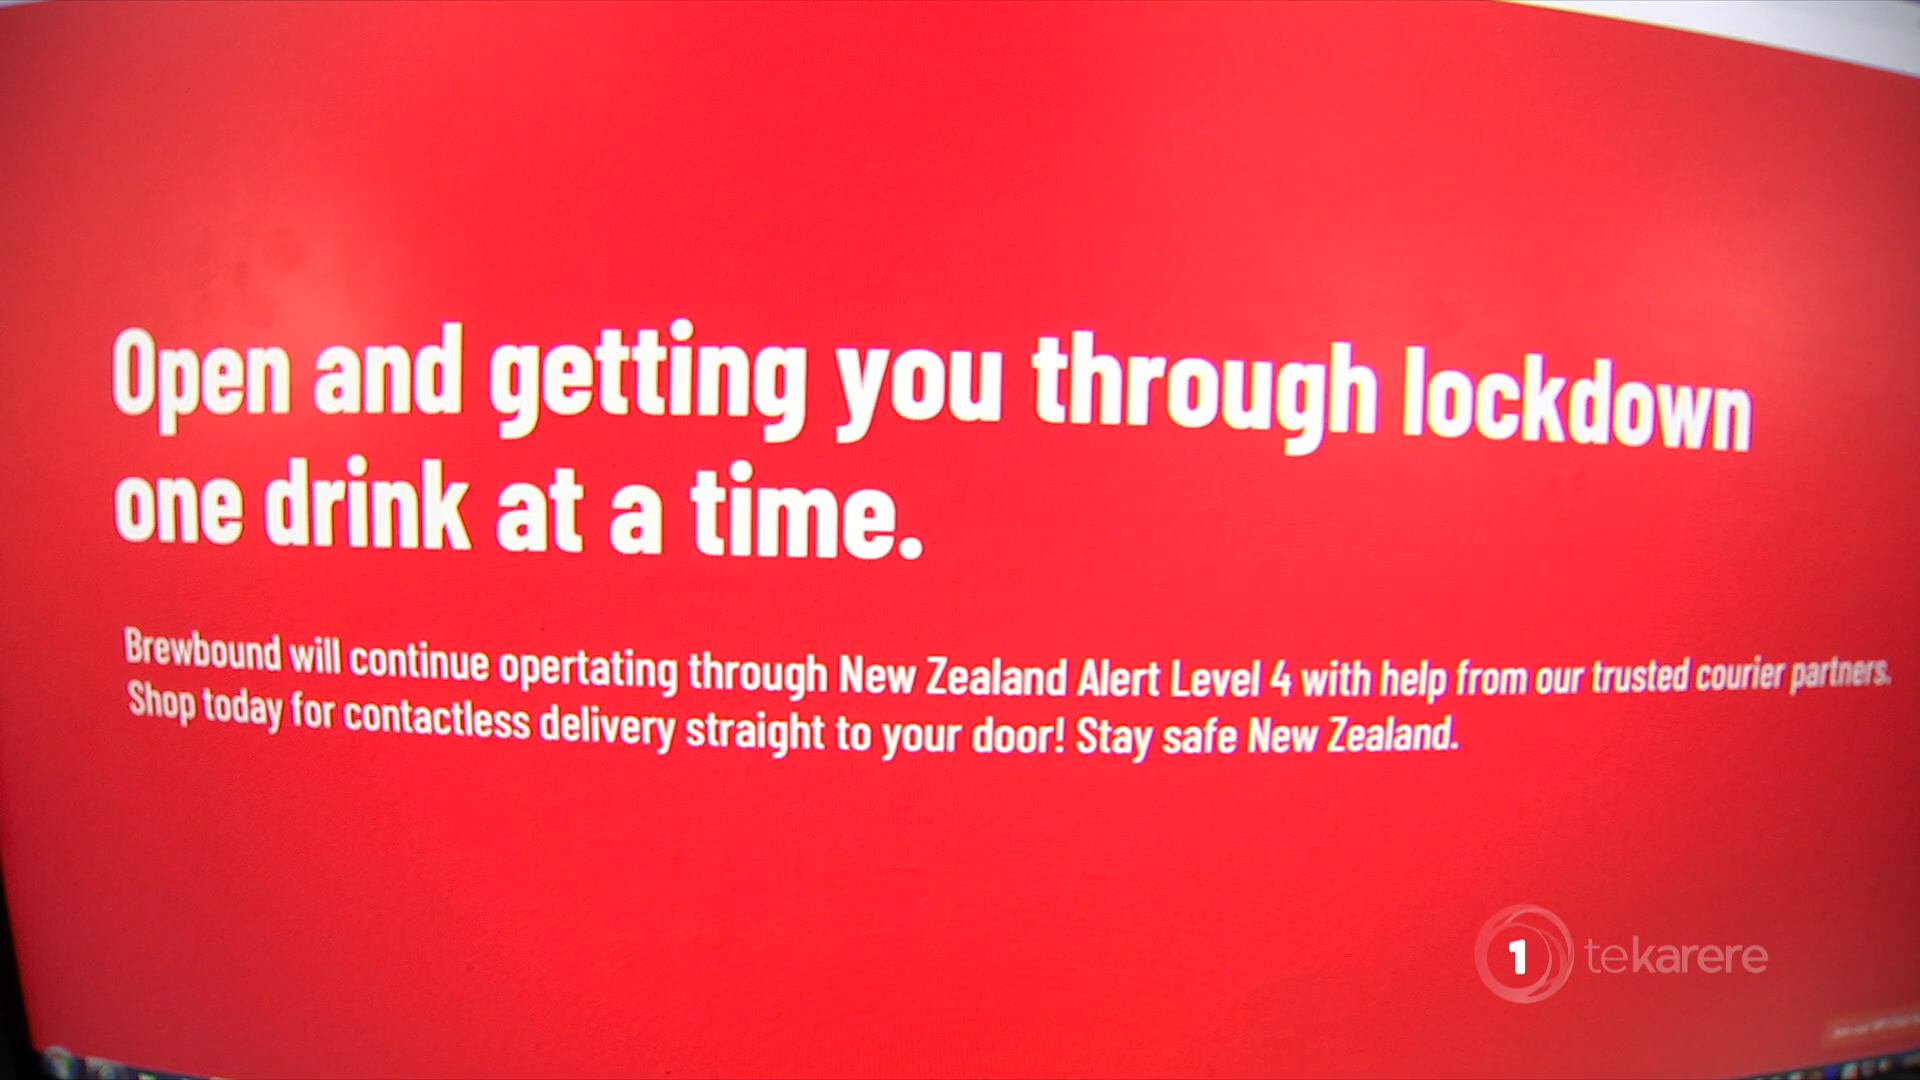 Open and getting you through lockdown
one drink at a time.
Brewbound will continue opertating through New Zealand Alert Level 4 with help from our trusted courier partners.
Shop today for contactless delivery straight to your door! Stay safe New Zealand.
1 tekarere